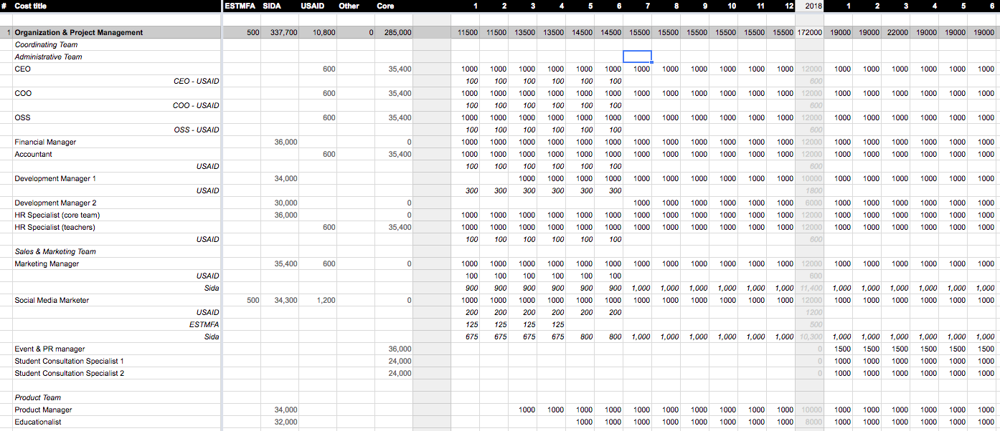 # Cost title ESTMFA SIDA USAID Other Core 1 2 3 4 5 6 7 8 9 10 11 12 2018 1 2 3 4 5 6
1 Organization & Project Management 500 337,700 10,800 0 285,000 11500 11500 13500 13500 14500 14500 15500 15500 15500 15500 15500 15500 172000 19000 19000 22000 19000 19000 19000
Coordinating Team
Administrative Team
CEO 600 35,400 1000 1000 1000 1000 1000 1000 1000 1000 1000 1000 1000 1000 12000 1000 1000 1000 1000 1000 1000
CEO - USAID 100 100 100 100 100 100 600
COO 600 35,400 1000 1000 1000 1000 1000 1000 1000 1000 1000 1000 1000 1000 12000 1000 1000 1000 1000 1000 1000
COO - USAID 100 100 100 100 100 100 600
OSS 600 35,400 1000 1000 1000 1000 1000 1000 1000 1000 1000 1000 1000 1000 12000 1000 1000 1000 1000 1000 1000
OSS - USAID 100 100 100 100 100 100 600
Financial Manager 36,000 0 1000 1000 1000 1000 1000 1000 1000 1000 1000 1000 1000 1000 12000 1000 1000 1000 1000 1000 1000
Accountant 600 35,400 1000 1000 1000 1000 1000 1000 1000 1000 1000 1000 1000 1000 12000 1000 1000 1000 1000 1000 1000
USAID 100 100 100 100 100 100 600
Development Manager 1 34,000 1000 1000 1000 1000 1000 1000 1000 1000 1000 1000 10000 1000 1000 1000 1000 1000 1000
USAID 300 300 300 300 300 300 1800
Development Manager 2 30,000 0 1000 1000 1000 1000 1000 1000 6000 1000 1000 1000 1000 1000 1000
HR Specialist (core team) 36,000 0 1000 1000 1000 1000 1000 1000 1000 1000 1000 1000 1000 1000 12000 1000 1000 1000 1000 1000 1000
HR Specialist (teachers) 600 35,400 1000 1000 1000 1000 1000 1000 1000 1000 1000 1000 1000 1000 12000 1000 1000 1000 1000 1000 1000
USAID 100 100 100 100 100 100 600
Sales & Marketing Team
Marketing Manager 35,400 600 0 1000 1000 1000 1000 1000 1000 1000 1000 1000 1000 1000 1000 12000 1000 1000 1000 1000 1000 1000
USAID 100 100 100 100 100 100 600
Sida 900 900 900 900 900 900 1,000 1,000 1,000 1,000 1,000 1,000 11,400 1,000 1,000 1,000 1,000 1,000 1,000
Social Media Marketer 500 34,300 1,200 0 1000 1000 1000 1000 1000 1000 1000 1000 1000 1000 1000 1000 12000 1000 1000 1000 1000 1000 1000
USAID 200 200 200 200 200 200 1200
ESTMFA 125 125 125 125 500
Sida 675 675 675 675 800 800 1,000 1,000 1,000 1,000 1,000 1,000 10,300 1,000 1,000 1,000 1,000 1,000 1,000
Event & PR manager 36,000 0 1500 1500 1500 1500 1500 1500
Student Consultation Specialist 1 24,000 0 1000 1000 1000 1000 1000 1000
Student Consultation Specialist 2 24,000 0 1000 1000 1000 1000 1000 1000
Product Team
Product Manager 34,000 1000 1000 1000 1000 1000 1000 1000 1000 1000 1000 10000 1000 1000 1000 1000 1000 1000
Educationalist 32,000 1000 1000 1000 1000 1000 1000 1000 1000 8000 1000 1000 1000 1000 1000 1000